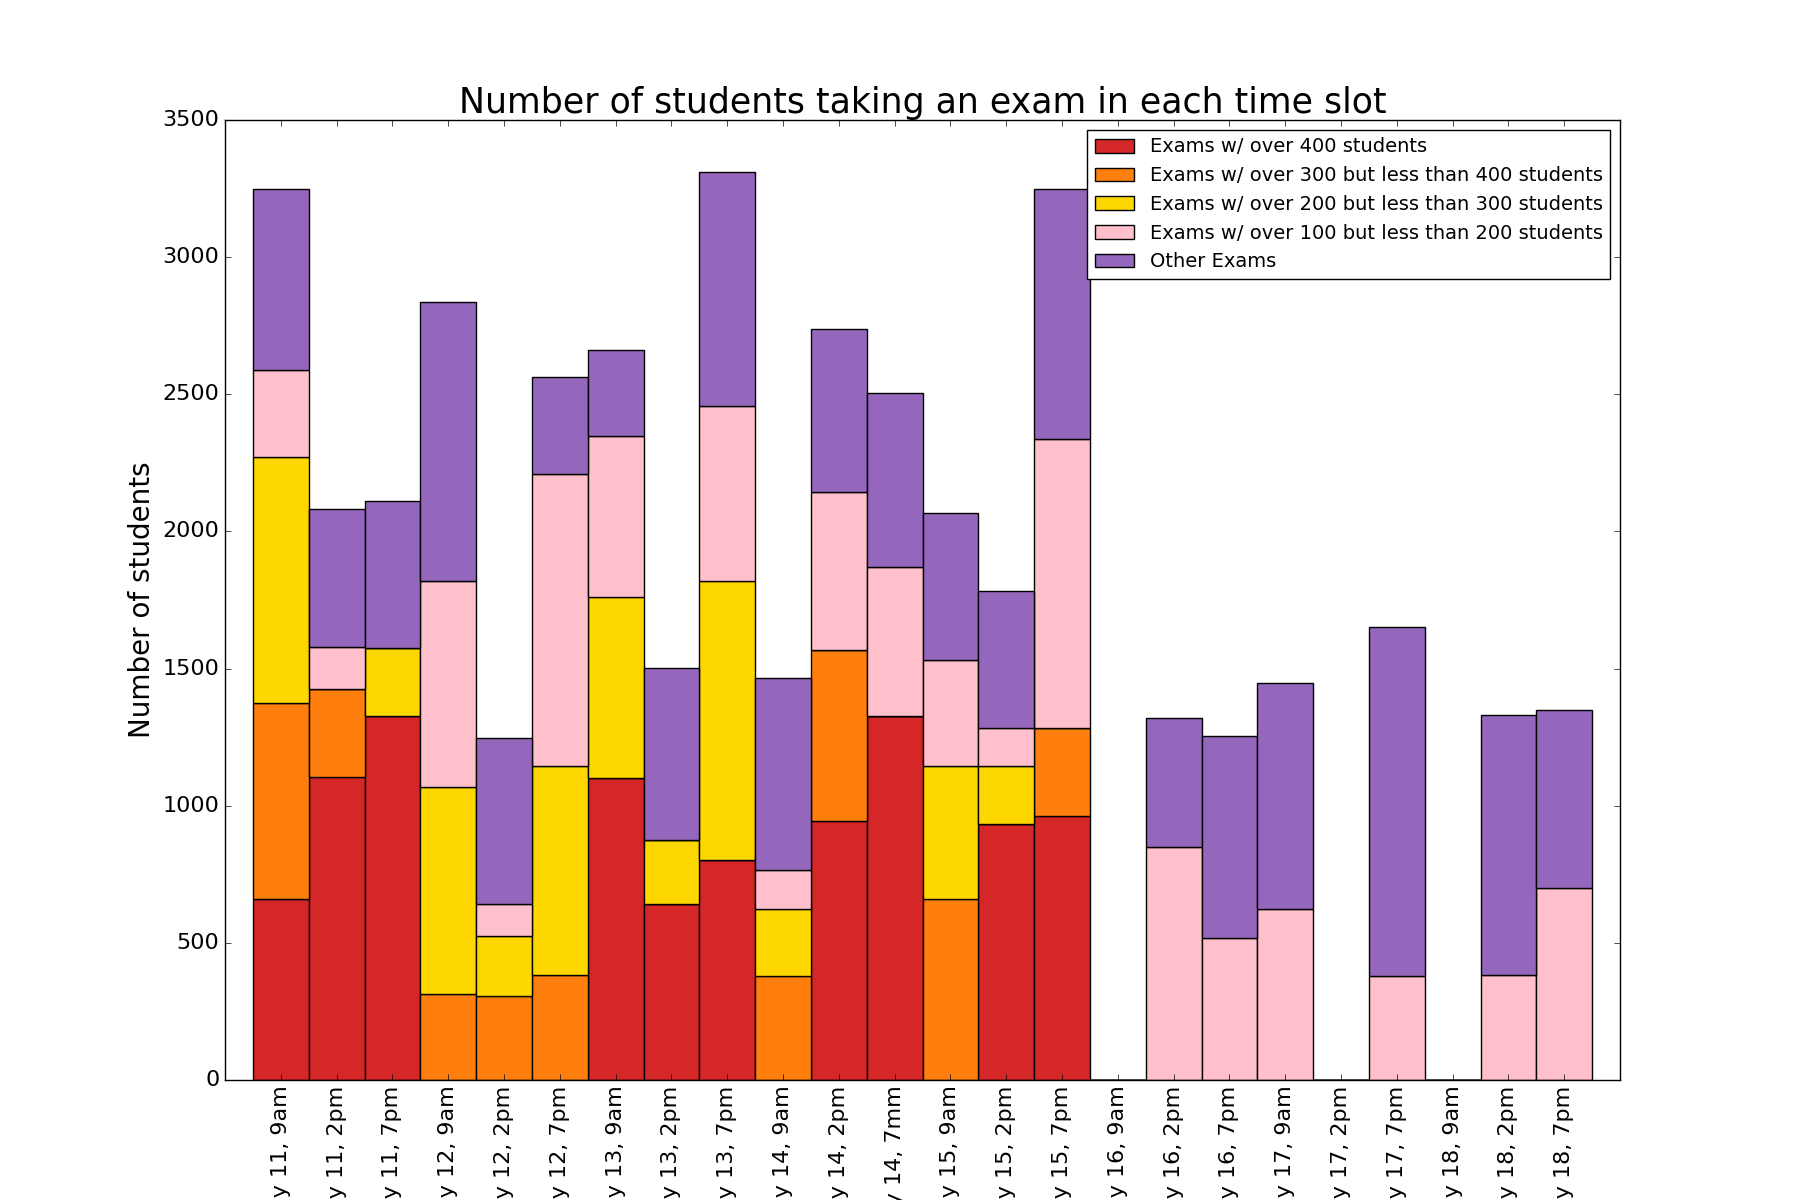 Number of students taking an exam in each time slot
Exams w/ over 400 students
Exams w/ over 300 but less than 400 students
Exams w/ over 200 but less than 300 students
Exams w/ over 100 but less than 200 students
Other Exams
Number of students
3500
3000
2500
2000
1500
1000
500
0
y 11, 9am
y 11, 2pm
y 11, 7pm
y 12, 9am
y 12, 2pm
y 12, 7pm
y 13, 9am
y 13, 2pm
y 13, 7pm
y 14, 9am
y 14, 2pm
y 14, 7mm
y 15, 9am
y 15, 2pm
y 15, 7pm
y 16, 9am
y 16, 2pm
y 16, 7pm
y 17, 9am
y 17, 2pm
y 17, 7pm
y 18, 9am
y 18, 2pm
y 18, 7pm